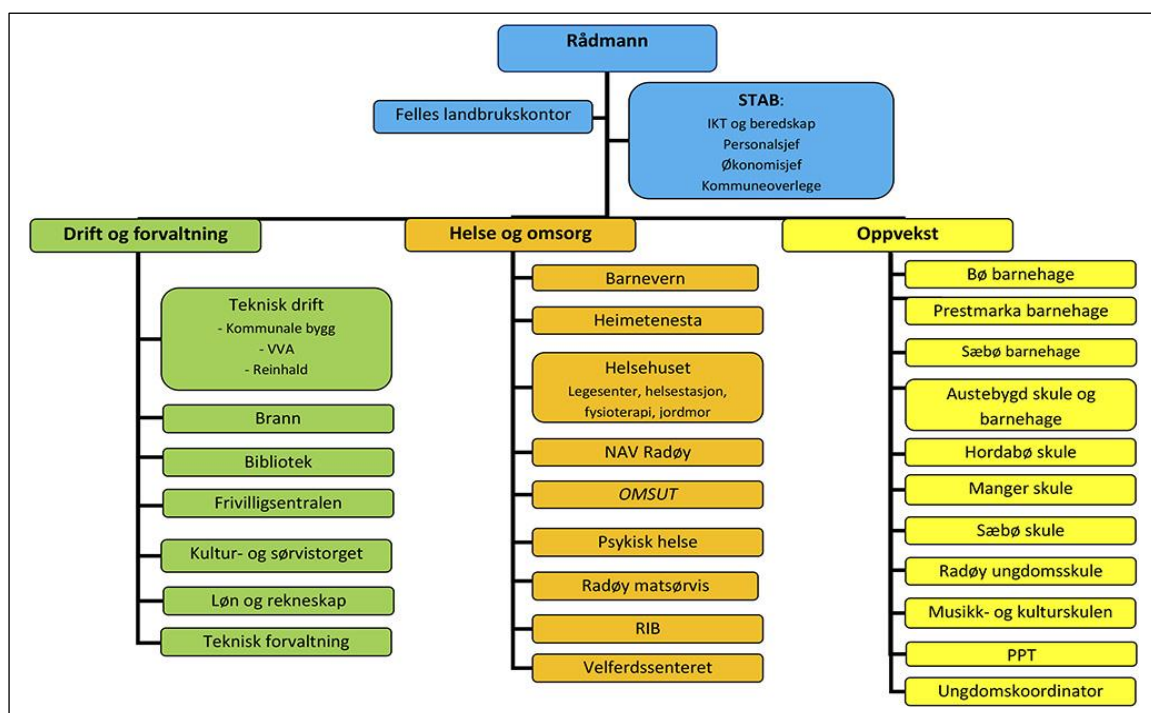 Rådmann
Felles landbrukskontor
STAB:
IKT og beredskap
Personalsjef
Økonomisjef
Kommuneoverlege
Drift og forvaltning
Teknisk drift
- Kommunale bygg
- VVA
- Reinhald
Brann
Bibliotek
Frivilligsentralen
Kultur- og sørvistorget
Løn og rekneskap
Teknisk forvaltning
Helse og omsorg
Barnevern
Heimetenesta
Helsehuset
Legesenter, helsestasjon,
fysioterapi, jordmor
NAV Radøy
OMSUT
Psykisk helse
Radøy matsørvis
RIB
Velferdssenteret
Oppvekst
Bø barnehage
Prestmarka barnehage
Sæbø barnehage
Austebygd skule og
barnehage
Hordabø skule
Manger skule
Sæbø skule
Radøy ungdomsskule
Musikk- og kulturskulen
PPT
Ungdomskoordinator